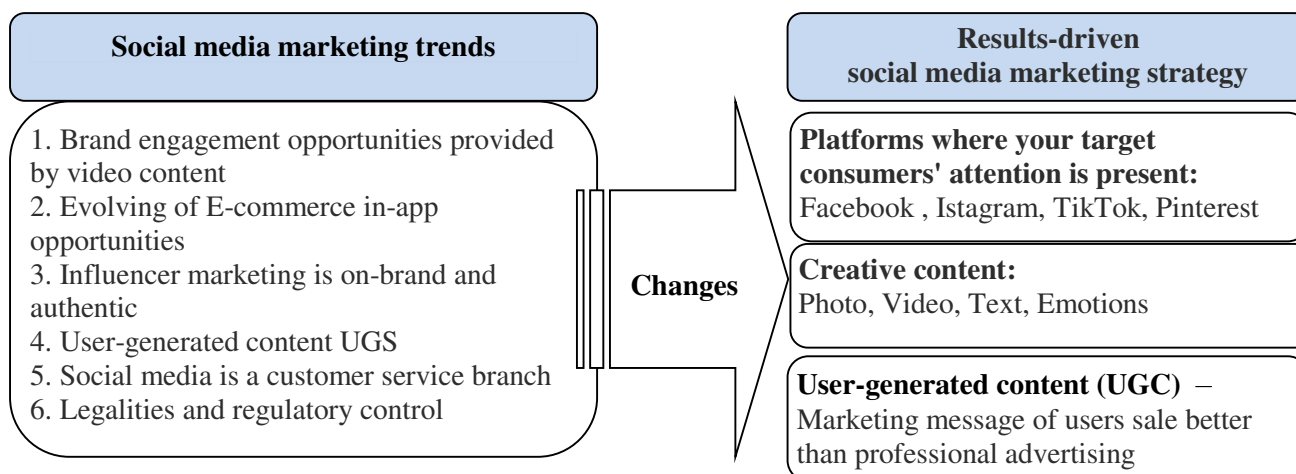 Social media marketing trends
1. Brand engagement opportunities provided
by video content
2. Evolving of E-commerce in-app
opportunities
3. Influencer marketing is on-brand and
authentic
4. User-generated content UGS
5. Social media is a customer service branch
6. Legalities and regulatory control
Changes
Results-driven
social media marketing strategy
Platforms where your target
consumers' attention is present:
Facebook , Istagram, TikTok, Pinterest
Creative content:
Photo, Video, Text, Emotions
User-generated content (UGC) –
Marketing message of users sale better
than professional advertising